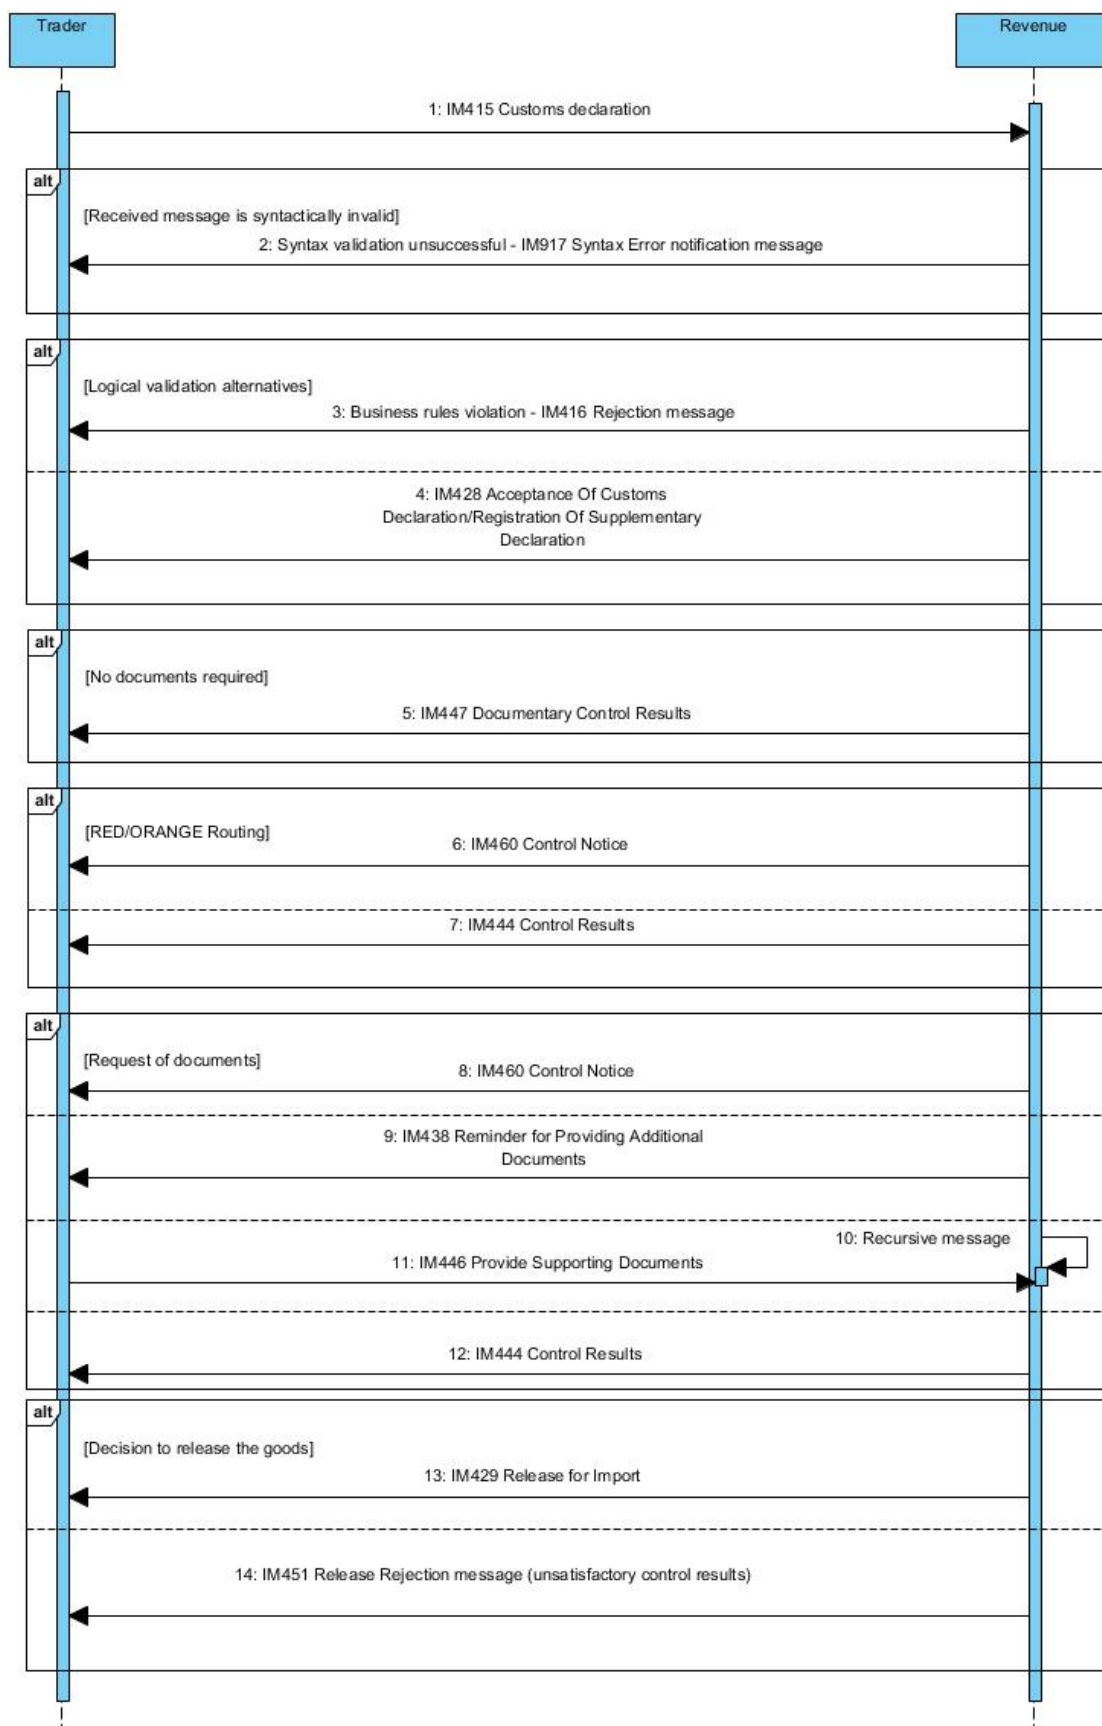 Trader
Revenue
1: IM415 Customs declaration
alt
[Received message is syntactically invalid]
2: Syntax validation unsuccessful - IM917 Syntax Error notification message
alt
[Logical validation alternatives]
3: Business rules violation - IM416 Rejection message
4: IM428 Acceptance Of Customs
Declaration/Registration Of Supplementary
Declaration
alt
[No documents required]
5: IM447 Documentary Control Results
alt
[RED/ORANGE Routing]
6: IM460 Control Notice
7: IM444 Control Results
alt
[Request of documents]
8: IM460 Control Notice
9: IM438 Reminder for Providing Additional
Documents
10: Recursive message
11: IM446 Provide Supporting Documents
12: IM444 Control Results
alt
[Decision to release the goods]
13: IM429 Release for Import
14: IM451 Release Rejection message (unsatisfactory control results)